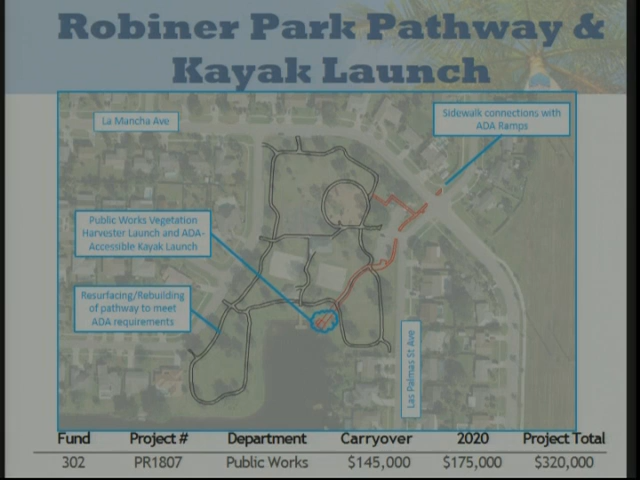 Robiner Park Pathway &
Kayak Launch
La Mancha Ave
Sidewalk connections with
ADA Ramps
Public Works Vegetation
Harvester Launch and ADA-
Accessible Kayak Launch
Resurfacing/Rebuilding
of pathway to meet
ADA requirements
Las Palmas St Ave
Fund Project # Department Carryover 2020 Project Total
302 PR1807 Public Works $145,000 $175,000 $320,000